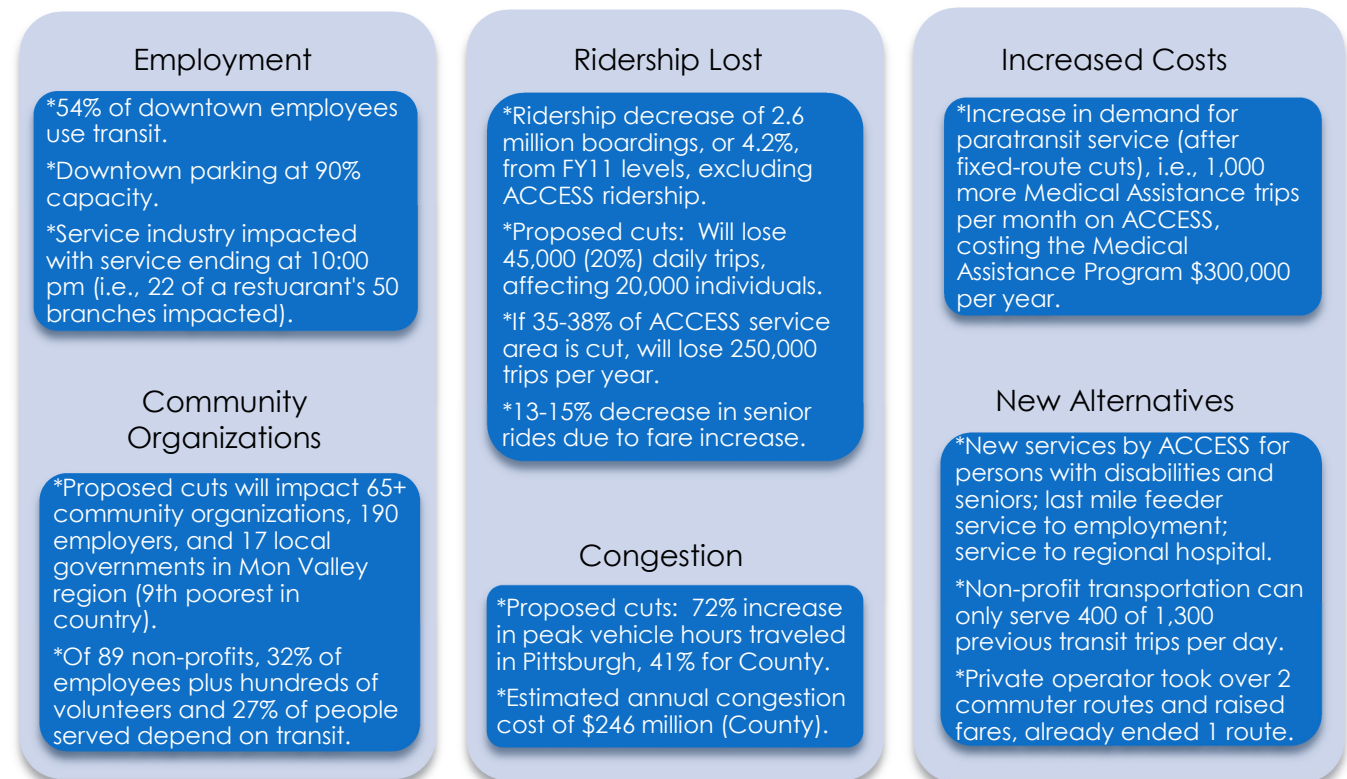 Employment
*54% of downtown employees
use transit.
*Downtown parking at 90%
capacity.
*Service industry impacted
with service ending at 10:00
pm (i.e., 22 of a restuarant's 50
branches impacted).
Community
Organizations
*Proposed cuts will impact 65+
community organizations, 190
employers, and 17 local
governments in Mon Valley
region (9th poorest in
country).
*Of 89 non-profits, 32% of
employees plus hundreds of
volunteers and 27% of people
served depend on transit.
Ridership Lost
*Ridership decrease of 2.6
million boardings, or 4.2%,
from FY11 levels, excluding
ACCESS ridership.
*Proposed cuts:  Will lose
45,000 (20%) daily trips,
affecting 20,000 individuals.
*If 35-38% of ACCESS service
area is cut, will lose 250,000
trips per year.
*13-15% decrease in senior
rides due to fare increase.
Congestion
*Proposed cuts:  72% increase
in peak vehicle hours traveled
in Pittsburgh, 41% for County.
*Estimated annual congestion
cost of $246 million (County).
Increased Costs
*Increase in demand for
paratransit service (after
fixed-route cuts), i.e., 1,000
more Medical Assistance trips
per month on ACCESS,
costing the Medical
Assistance Program $300,000
per year.
New Alternatives
*New services by ACCESS for
persons with disabilities and
seniors; last mile feeder
service to employment;
service to regional hospital.
*Non-profit transportation can
only serve 400 of 1,300
previous transit trips per day.
*Private operator took over 2
commuter routes and raised
fares, already ended 1 route.